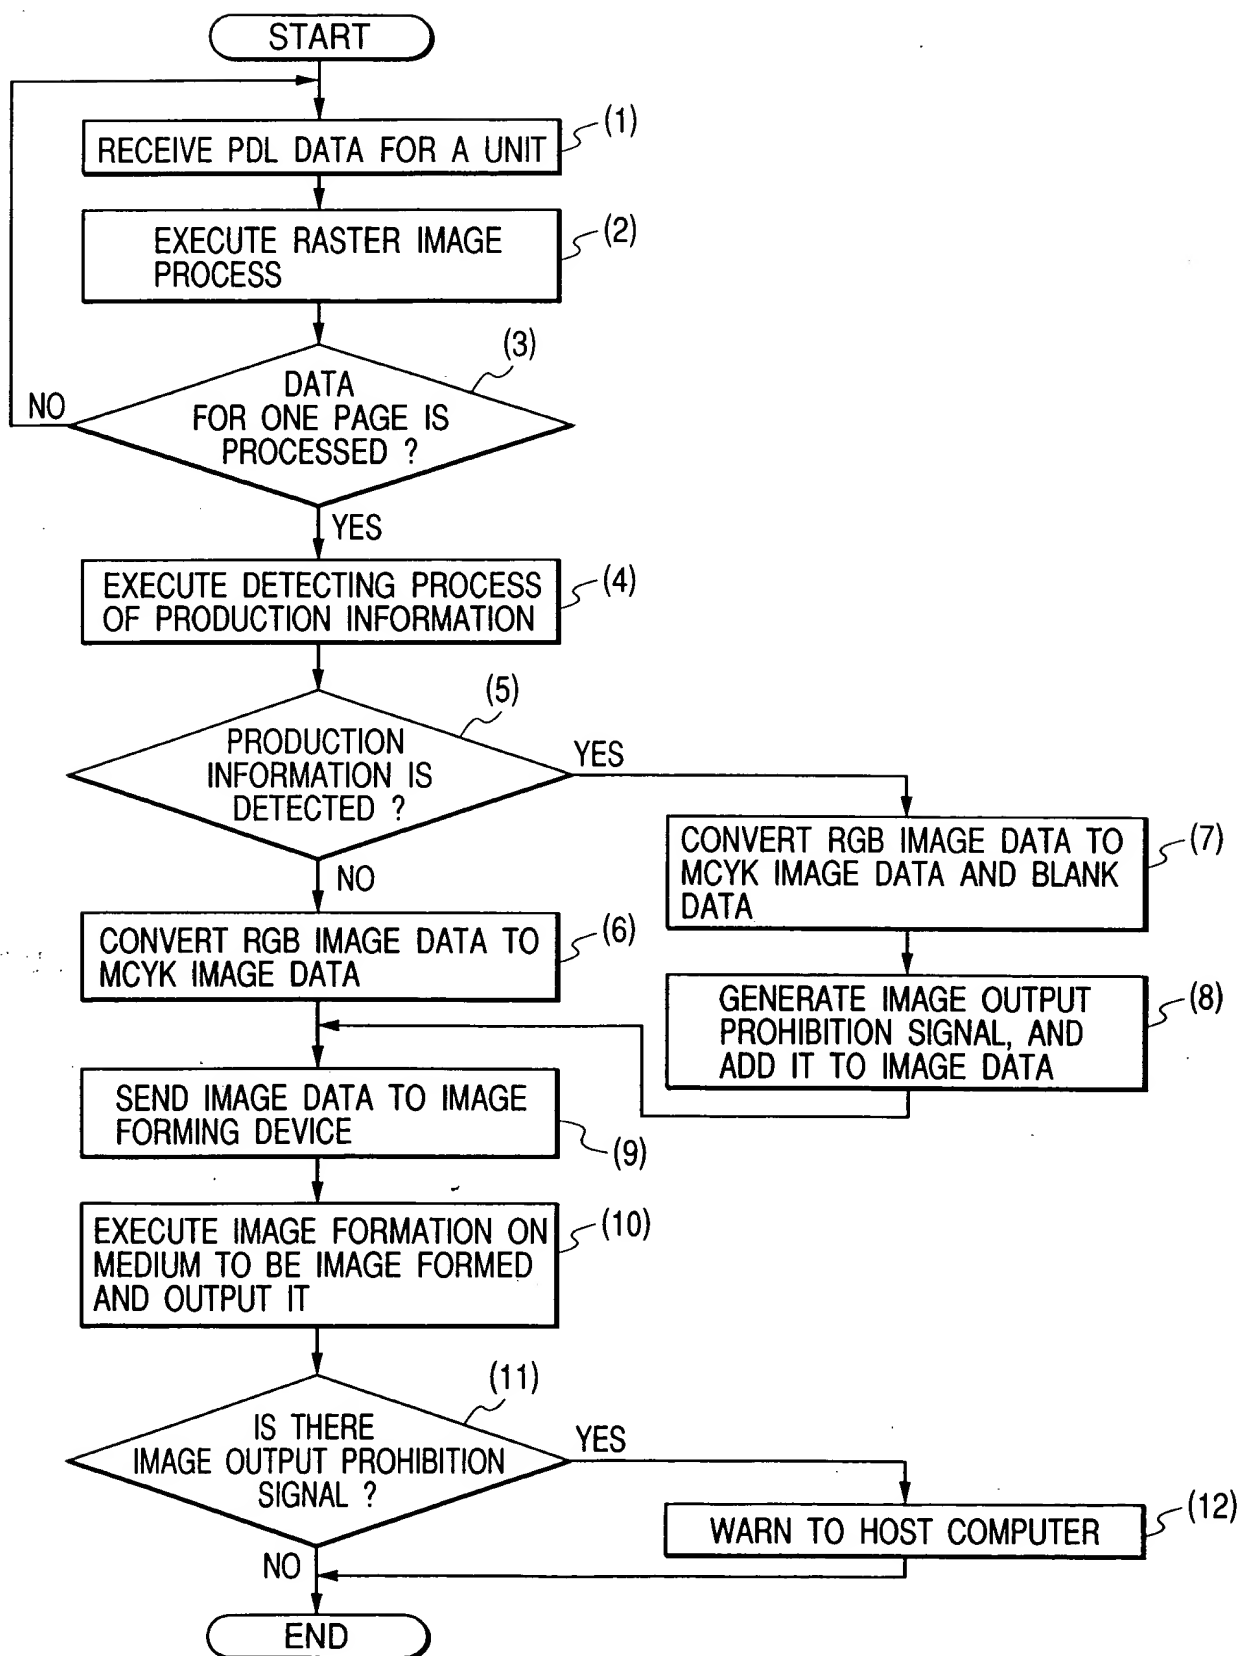 START
(1)
RECEIVE PDL DATA FOR A UNIT
(2)
EXECUTE RASTER IMAGE
PROCESS
(3)
DATA
FOR ONE PAGE IS
PROCESSED ?
NO
YES
(4)
EXECUTE DETECTING PROCESS
OF PRODUCTION INFORMATION
(5)
PRODUCTION
INFORMATION IS
DETECTED ?
YES
NO
(7)
CONVERT RGB IMAGE DATA TO
MCYK IMAGE DATA AND BLANK
DATA
(6)
CONVERT RGB IMAGE DATA TO
MCYK IMAGE DATA
(8)
GENERATE IMAGE OUTPUT
PROHIBITION SIGNAL, AND
ADD IT TO IMAGE DATA
SEND IMAGE DATA TO IMAGE
FORMING DEVICE
(9)
EXECUTE IMAGE FORMATION ON
MEDIUM TO BE IMAGE FORMED
AND OUTPUT IT
(10)
(11)
IS THERE
IMAGE OUTPUT PROHIBITION
SIGNAL ?
YES
(12)
WARN TO HOST COMPUTER
NO
END